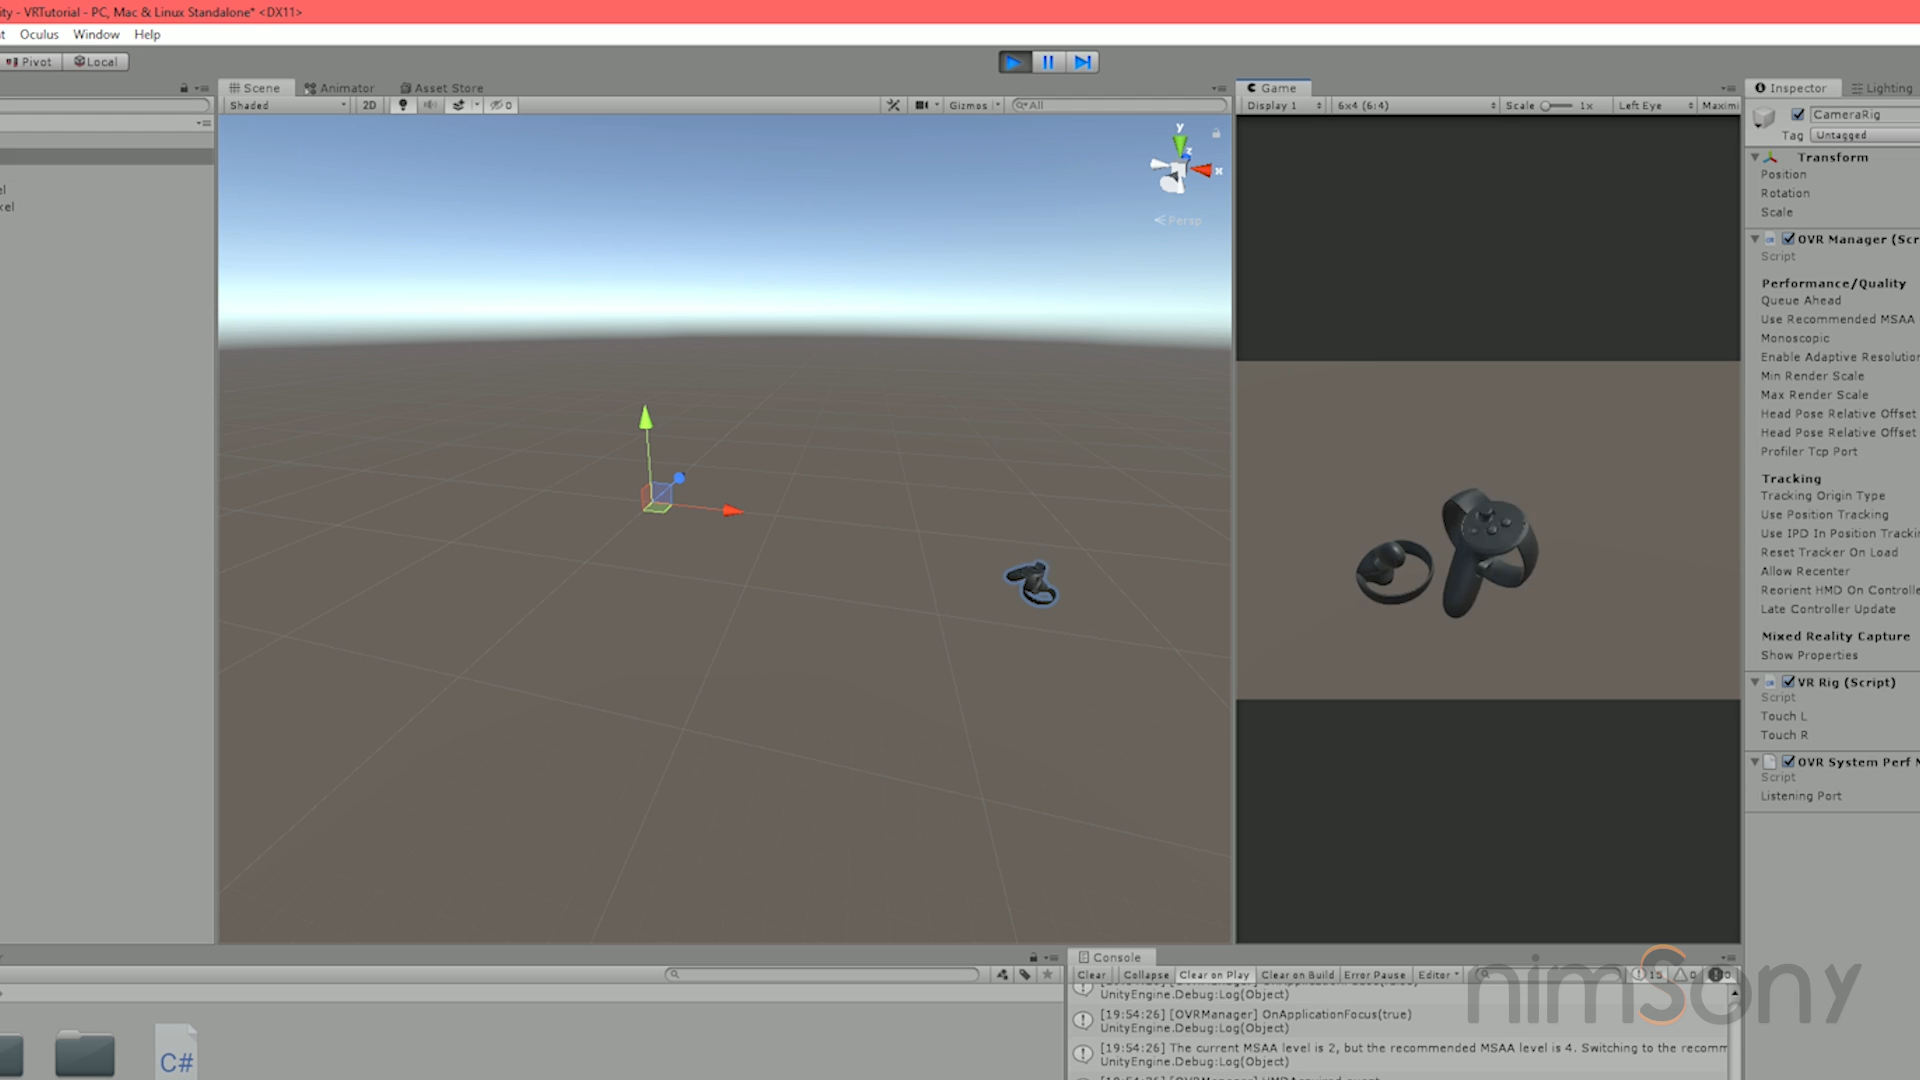 ity - VRTutorial - PC, Mac & Linux Standalone* <DX11>
t Oculus Window Help
Pivot Local
Scene Animator Asset Store
Shaded 2D 0 Gizmos All
y
z
x
Persp
el
xel
Game
Display 1 6x4 (6:4) Scale 1x Left Eye Maximi
Inspector Lighting
CameraRig
Tag Untagged
Transform
Position
Rotation
Scale
OVR Manager (Scr
Script
Performance/Quality
Queue Ahead
Use Recommended MSAA
Monoscopic
Enable Adaptive Resolution
Min Render Scale
Max Render Scale
Head Pose Relative Offset
Head Pose Relative Offset
Profiler Tcp Port
Tracking
Tracking Origin Type
Use Position Tracking
Use IPD In Position Trackin
Reset Tracker On Load
Allow Recenter
Reorient HMD On Controlle
Late Controller Update
Mixed Reality Capture
Show Properties
VR Rig (Script)
Script
Touch L
Touch R
OVR System Perf M
Script
Listening Port
Console
Clear Collapse Clear on Play Clear on Build Error Pause Editor 15 0
UnityEngine.Debug:Log(Object)
[19:54:26] [OVRManager] OnApplicationFocus(true)
UnityEngine.Debug:Log(Object)
[19:54:26] The current MSAA level is 2, but the recommended MSAA level is 4. Switching to the recomm
UnityEngine.Debug:Log(Object)
C#
nimSony